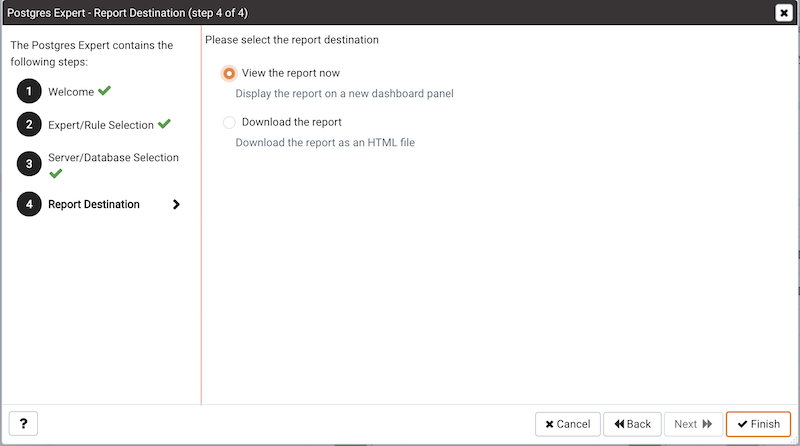 Postgres Expert - Report Destination (step 4 of 4)
The Postgres Expert contains the
following steps:
1 Welcome
2 Expert/Rule Selection
3 Server/Database Selection
4 Report Destination
Please select the report destination
View the report now
Display the report on a new dashboard panel
Download the report
Download the report as an HTML file
? Cancel Back Next Finish